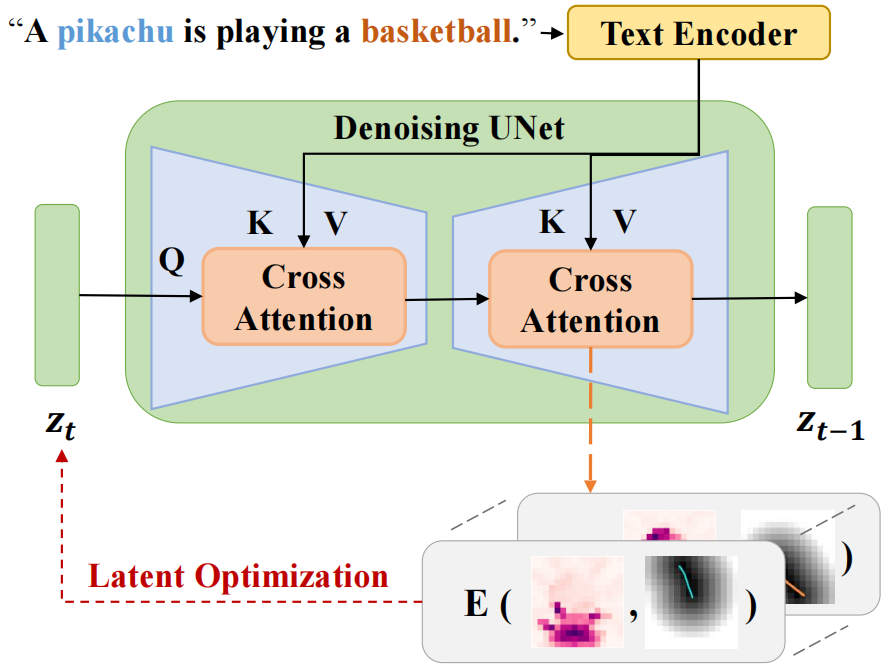 “A pikachu is playing a basketball.”
Text Encoder
Denoising UNet
K V
K V
Q
Cross
Attention
Cross
Attention
z_t
z_{t-1}
Latent Optimization
E ( , )
)